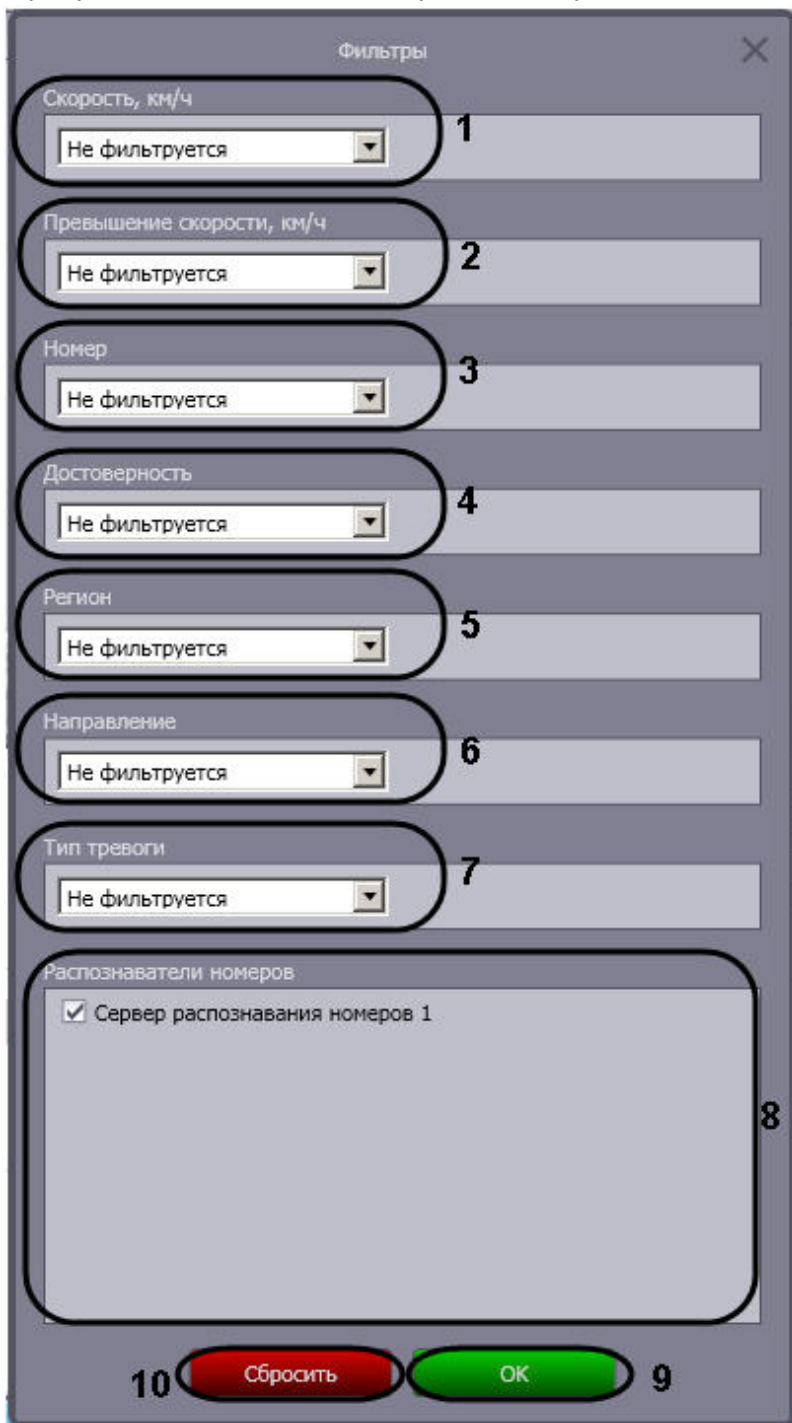 Фильтры
Скорость, км/ч
1
Не фильтруется
Превышение скорости, км/ч
2
Не фильтруется
Номер
3
Не фильтруется
Достоверность
4
Не фильтруется
Регион
5
Не фильтруется
Направление
6
Не фильтруется
Тип тревоги
7
Не фильтруется
Распознаватели номеров
Сервер распознавания номеров 1
8
10 Сбросить OK 9